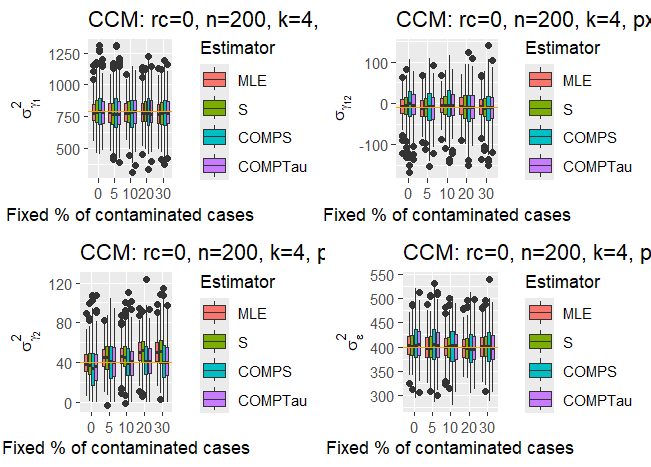 CCM: rc=0, n=200, k=4,
σ²γ1
1250
1000
750
500
0 5 10 20 30
Fixed % of contaminated cases
Estimator
MLE
S
COMPS
COMPTau
CCM: rc=0, n=200, k=4, px
σγ12
100
0
-100
0 5 10 20 30
Fixed % of contaminated cases
Estimator
MLE
S
COMPS
COMPTau
CCM: rc=0, n=200, k=4, p
σ²γ2
120
80
40
0
0 5 10 20 30
Fixed % of contaminated cases
Estimator
MLE
S
COMPS
COMPTau
CCM: rc=0, n=200, k=4, p
σ²ε
550
500
450
400
350
300
0 5 10 20 30
Fixed % of contaminated cases
Estimator
MLE
S
COMPS
COMPTau